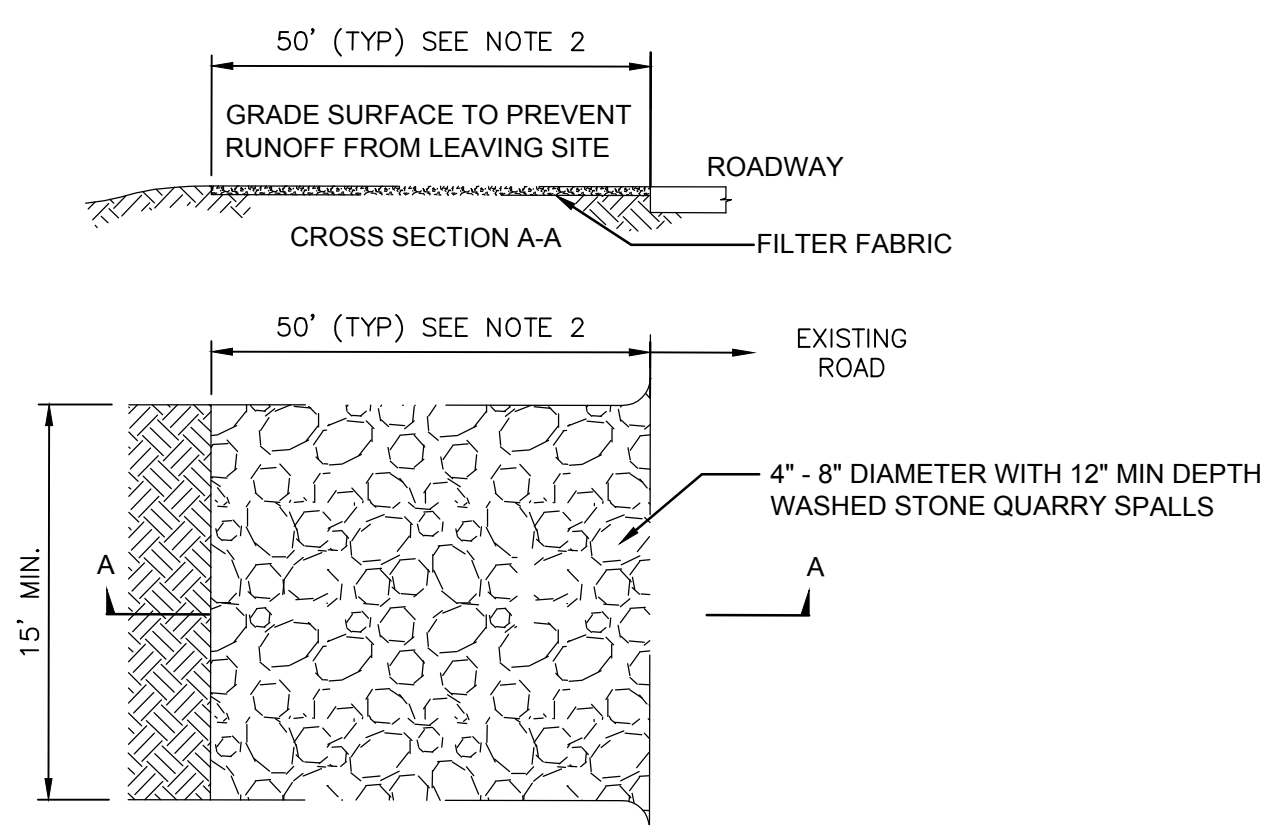 50' (TYP) SEE NOTE 2
GRADE SURFACE TO PREVENT
RUNOFF FROM LEAVING SITE
ROADWAY
CROSS SECTION A-A
FILTER FABRIC
50' (TYP) SEE NOTE 2
EXISTING
ROAD
4" - 8" DIAMETER WITH 12" MIN DEPTH
WASHED STONE QUARRY SPALLS
A
A
15' MIN.